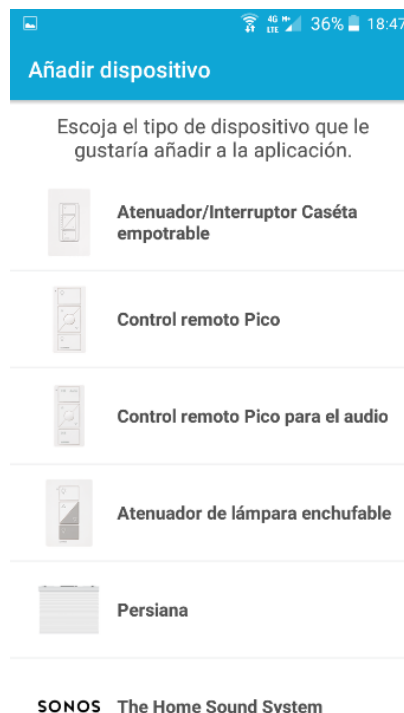 4G H+ LTE 36% 18:47
Añadir dispositivo
Escoja el tipo de dispositivo que le
gustaría añadir a la aplicación.
Atenuador/Interruptor Caséta
empotrable
Control remoto Pico
Control remoto Pico para el audio
Atenuador de lámpara enchufable
Persiana
SONOS The Home Sound System